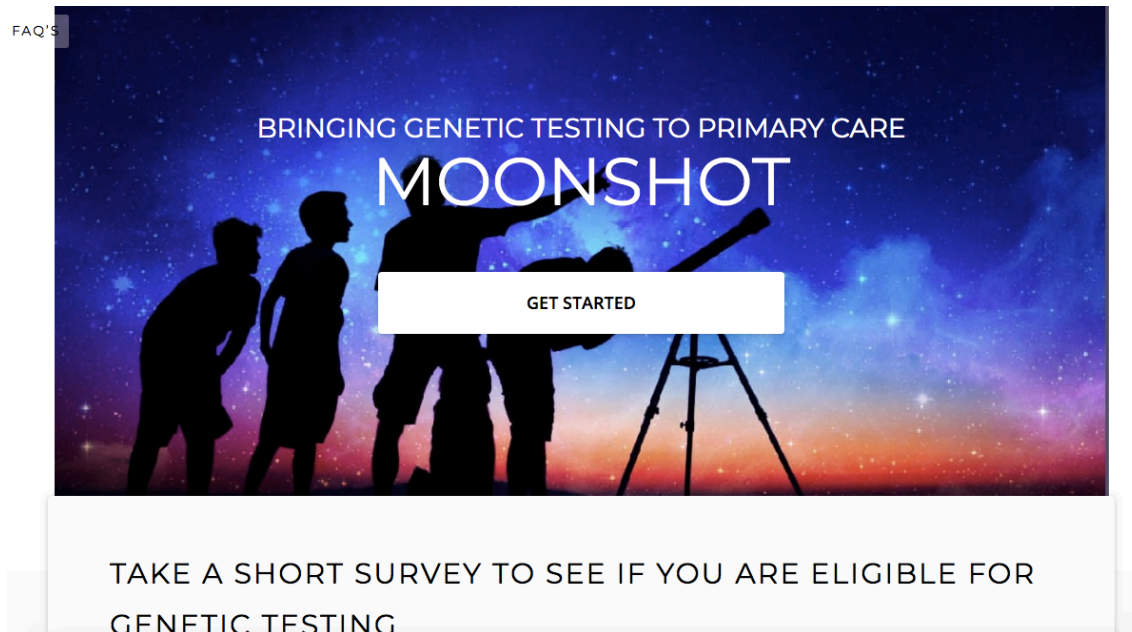 FAQ'S
BRINGING GENETIC TESTING TO PRIMARY CARE
MOONSHOT
GET STARTED
TAKE A SHORT SURVEY TO SEE IF YOU ARE ELIGIBLE FOR
GENETIC TESTING